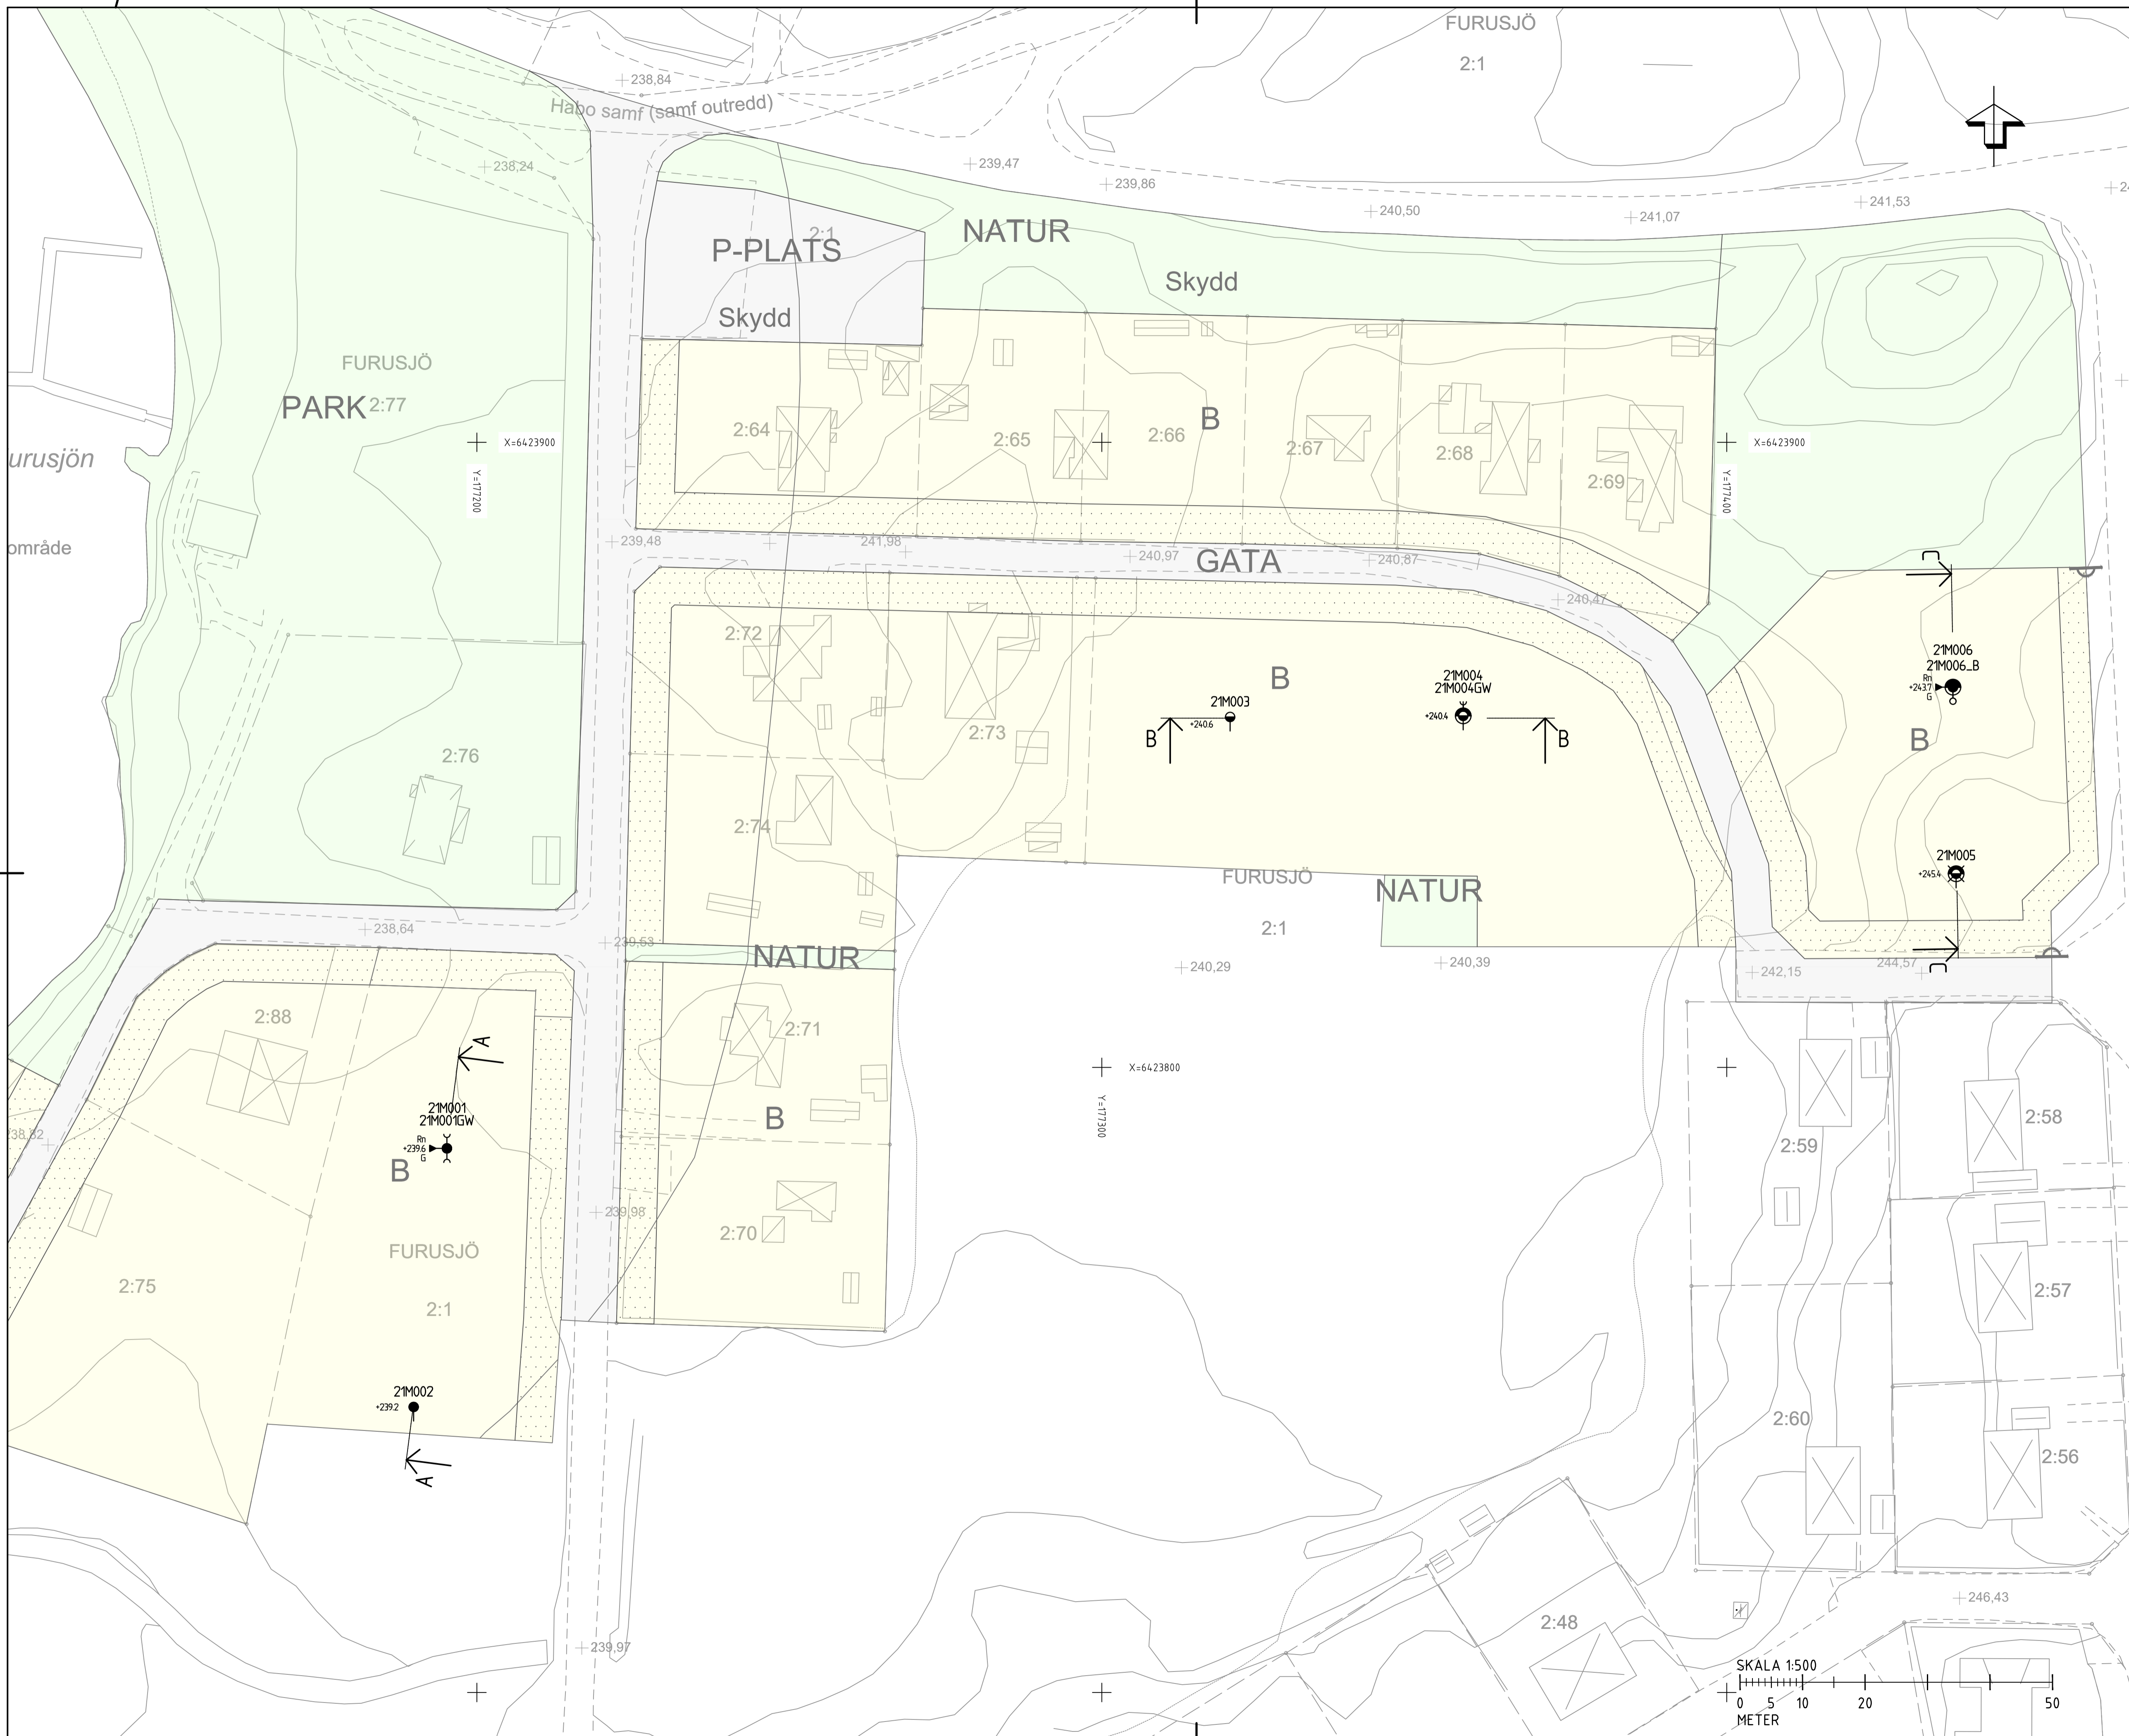 FURUSJÖ
2:1
238,84
Habo samf (samf outredd)
238,24
239,47
239,86
240,50
241,07
241,53
2:1
P-PLATS
NATUR
Skydd
Skydd
FURUSJÖ
PARK 2:77
X=6423900
Y=177200
urusjön
område
2:64
2:65
2:66
B
2:67
2:68
2:69
X=6423900
Y=177400
239,48
241,98
240,97
GATA
240,87
240,47
C
2:72
2:73
B
21M003
+240.6
B
21M004
21M004GW
+240.4
B
21M006
21M006_B
Rn
+243.7
G
B
2:76
2:74
21M005
+245.4
FURUSJÖ
2:1
NATUR
238,64
239,63
NATUR
240,29
240,39
242,15
244,57
C
2:88
2:71
A
21M001
21M001GW
Rn
+239.6
G
B
B
X=6423800
Y=177300
2:59
2:58
239,98
2:70
FURUSJÖ
2:1
2:75
2:57
21M002
+239.2
A
2:60
2:56
239,97
2:48
246,43
SKALA 1:500
0 5 10 20 50
METER